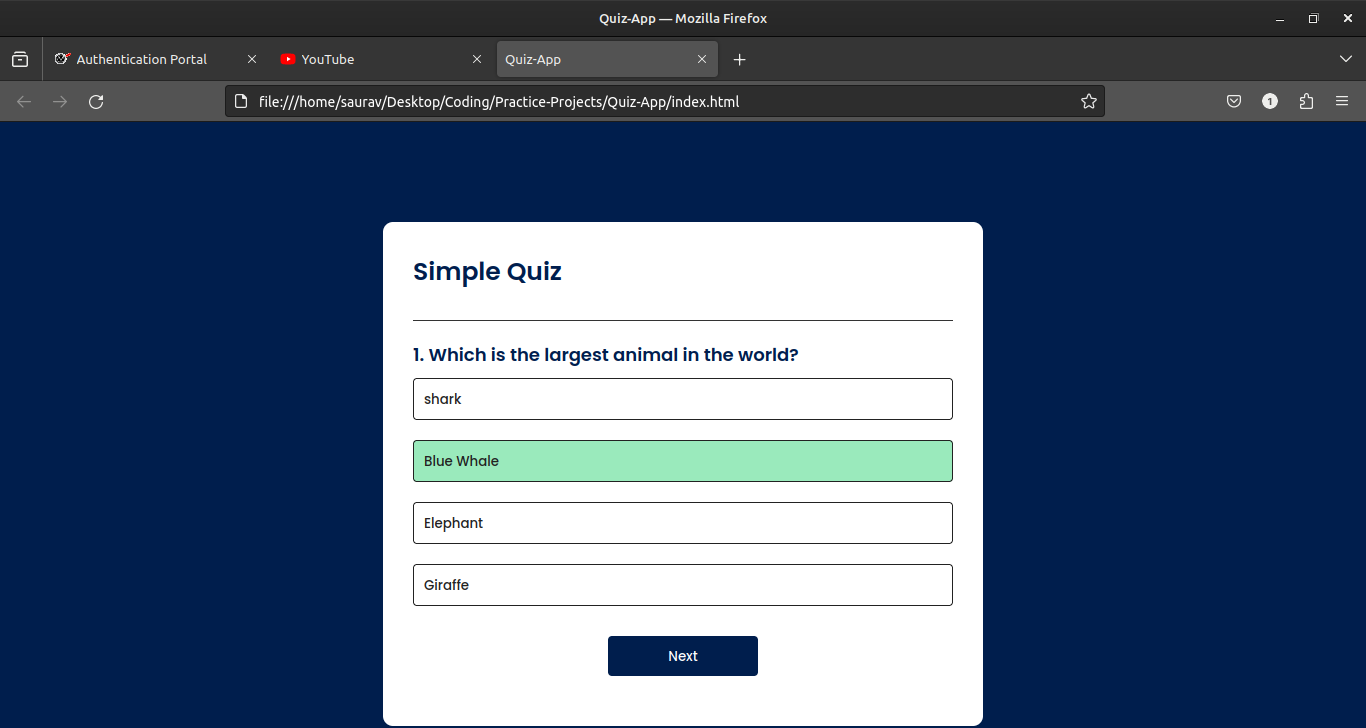 Quiz-App — Mozilla Firefox
Authentication Portal
YouTube
Quiz-App
file:///home/saurav/Desktop/Coding/Practice-Projects/Quiz-App/index.html
1
Simple Quiz
1. Which is the largest animal in the world?
shark
Blue Whale
Elephant
Giraffe
Next